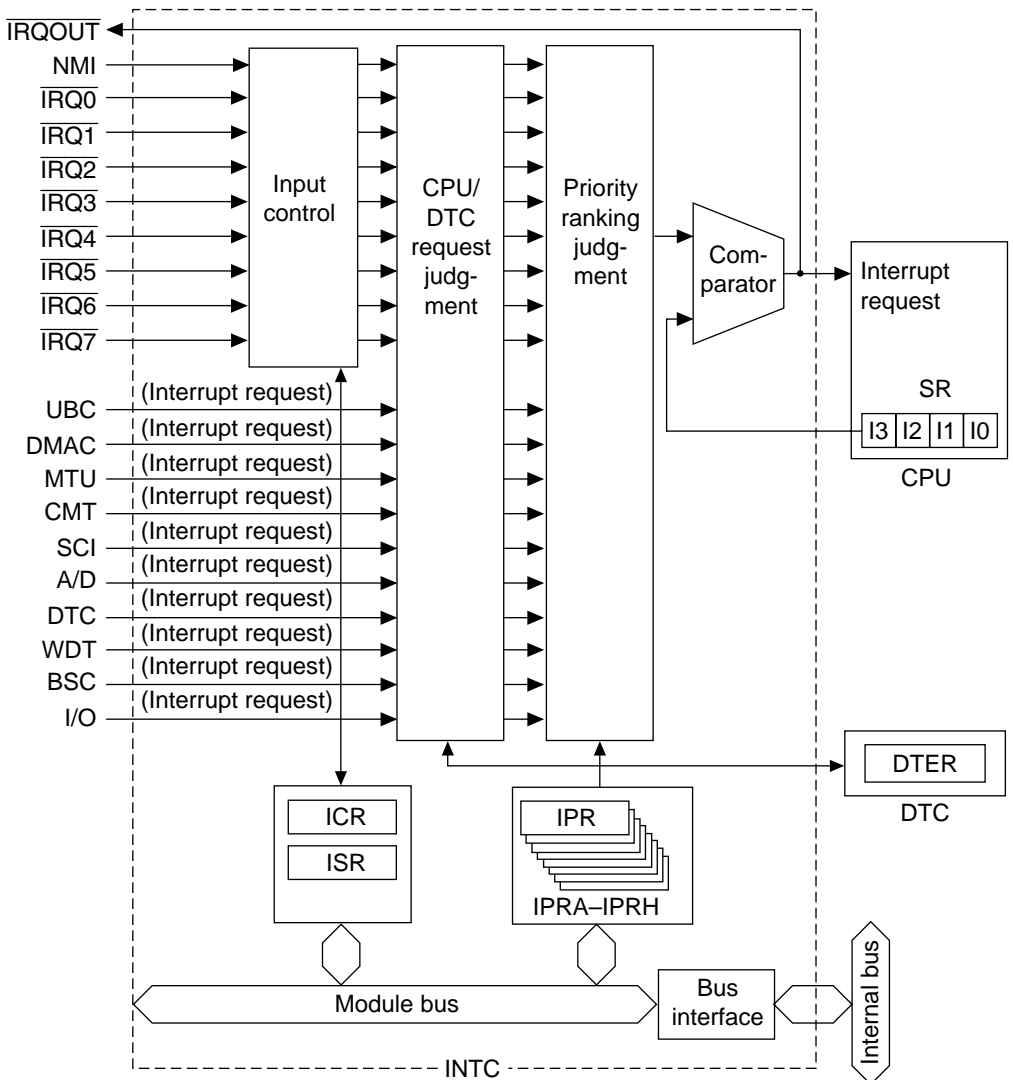 IRQOUT
NMI
IRQ0
IRQ1
IRQ2
IRQ3
IRQ4
IRQ5
IRQ6
IRQ7
UBC
DMAC
MTU
CMT
SCI
A/D
DTC
WDT
BSC
I/O
(Interrupt request)
(Interrupt request)
(Interrupt request)
(Interrupt request)
(Interrupt request)
(Interrupt request)
(Interrupt request)
(Interrupt request)
(Interrupt request)
(Interrupt request)
Input
control
CPU/
DTC
request
judg-
ment
Priority
ranking
judg-
ment
Com-
parator
Interrupt
request
SR
I3 I2 I1 I0
CPU
DTER
DTC
ICR
ISR
IPR
IPRA–IPRH
Module bus
Bus
interface
Internal bus
INTC